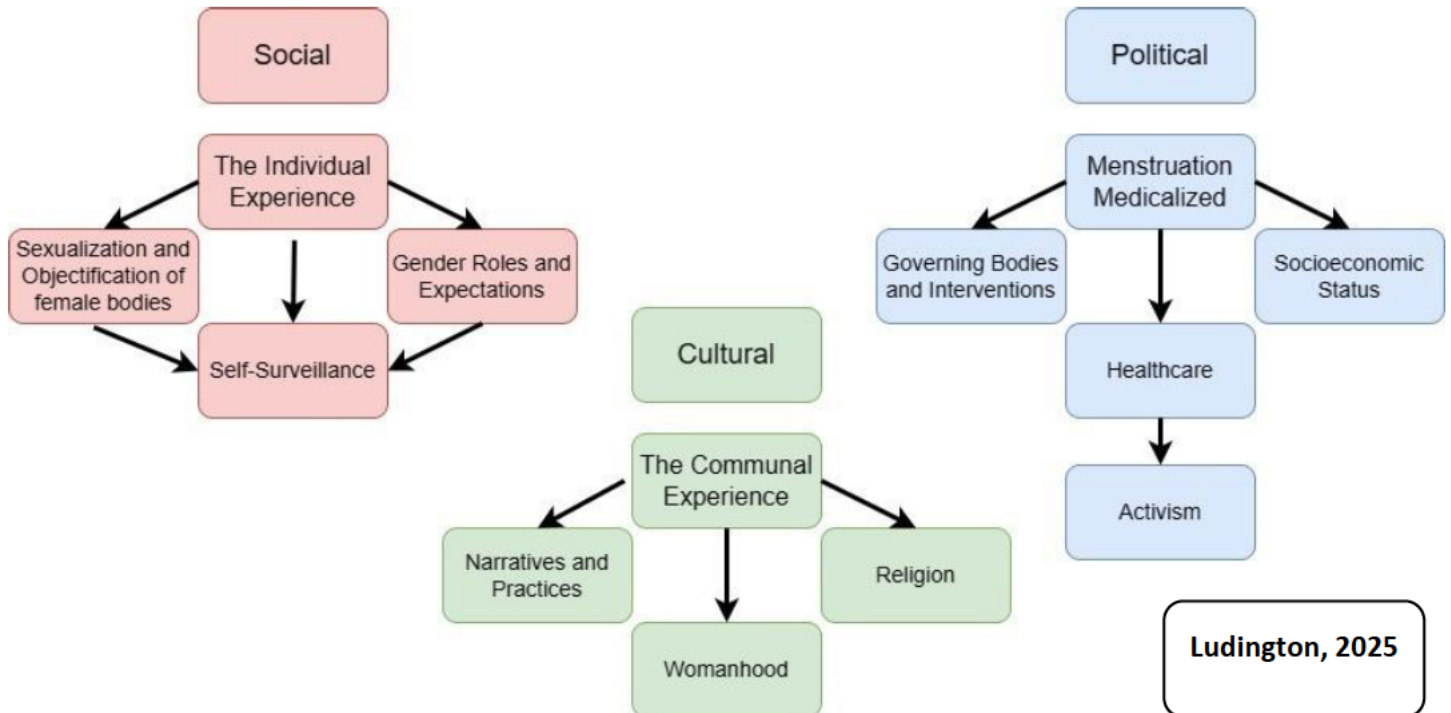 Social
The Individual
Experience
Sexualization and
Objectification of
female bodies
Gender Roles and
Expectations
Self-Surveillance
Cultural
The Communal
Experience
Narratives and
Practices
Religion
Womanhood
Political
Menstruation
Medicalized
Governing Bodies
and Interventions
Socioeconomic
Status
Healthcare
Activism
Ludington, 2025